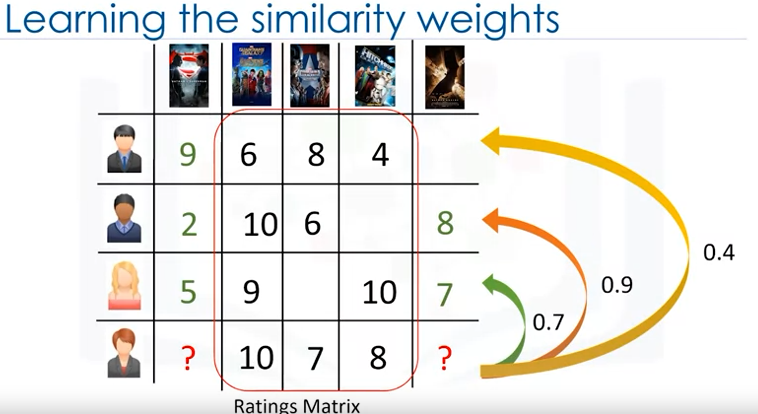 Learning the similarity weights
9 6 8 4
2 10 6 8
5 9 10 7
? 10 7 8 ?
0.4
0.9
0.7
Ratings Matrix